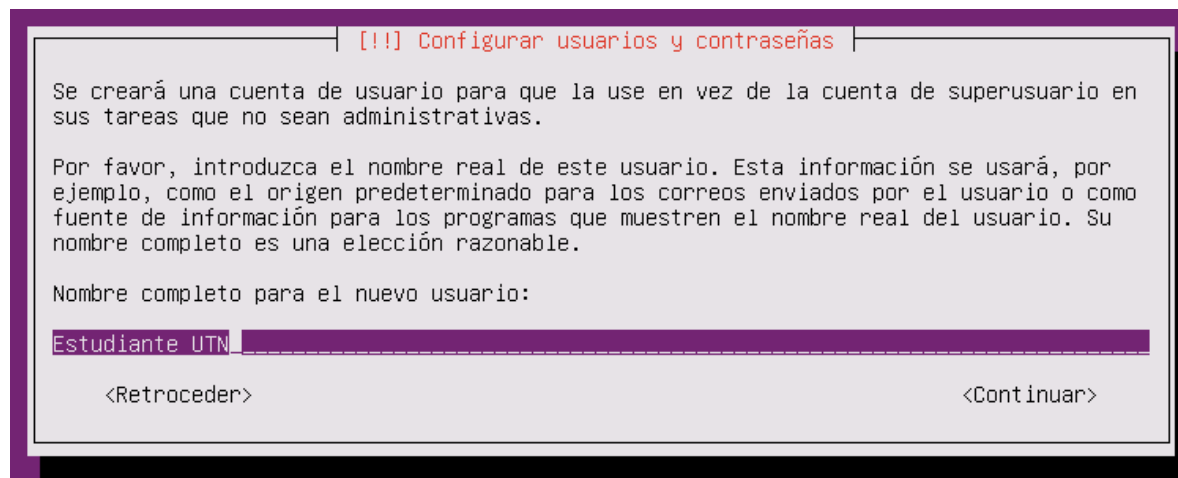 [!!] Configurar usuarios y contraseñas
Se creará una cuenta de usuario para que la use en vez de la cuenta de superusuario en
sus tareas que no sean administrativas.
Por favor, introduzca el nombre real de este usuario. Esta información se usará, por
ejemplo, como el origen predeterminado para los correos enviados por el usuario o como
fuente de información para los programas que muestren el nombre real del usuario. Su
nombre completo es una elección razonable.
Nombre completo para el nuevo usuario:
Estudiante UTN
<Retroceder> <Continuar>